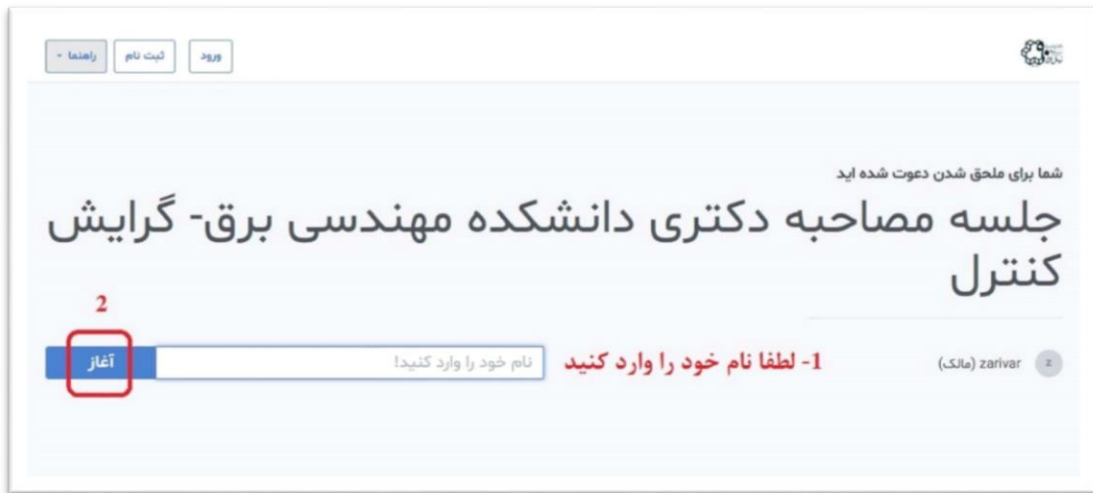 ورود
ثبت نام
راهنما
شما برای ملحق شدن دعوت شده اید
جلسه مصاحبه دکتری دانشکده مهندسی برق- گرایش
کنترل
2
z
zarivar (مالک)
1- لطفا نام خود را وارد کنید
نام خود را وارد کنید!
آغاز